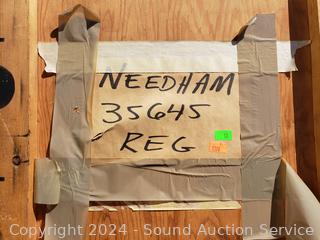 NEEDHAM
35645
REG
Copyright 2024 - Sound Auction Service